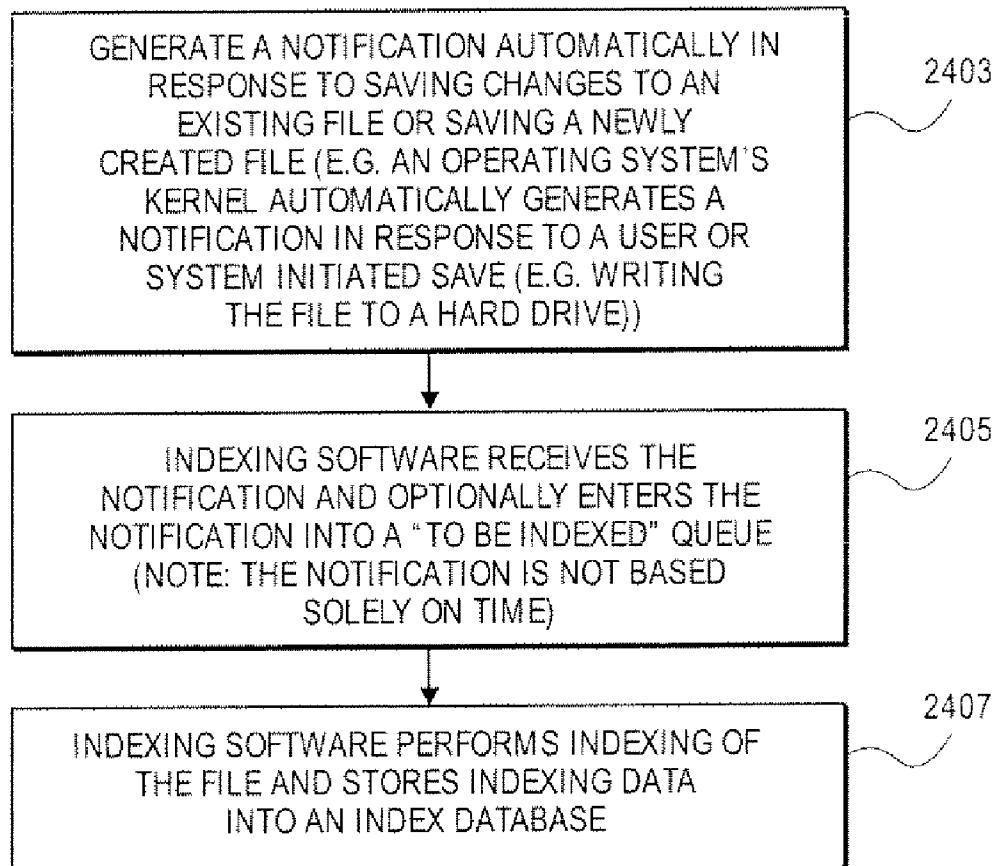 GENERATE A NOTIFICATION AUTOMATICALLY IN
RESPONSE TO SAVING CHANGES TO AN
EXISTING FILE OR SAVING A NEWLY
CREATED FILE (E.G. AN OPERATING SYSTEM'S
KERNEL AUTOMATICALLY GENERATES A
NOTIFICATION IN RESPONSE TO A USER OR
SYSTEM INITIATED SAVE (E.G. WRITING
THE FILE TO A HARD DRIVE))
2403
INDEXING SOFTWARE RECEIVES THE
NOTIFICATION AND OPTIONALLY ENTERS THE
NOTIFICATION INTO A "TO BE INDEXED" QUEUE
(NOTE: THE NOTIFICATION IS NOT BASED
SOLELY ON TIME)
2405
INDEXING SOFTWARE PERFORMS INDEXING OF
THE FILE AND STORES INDEXING DATA
INTO AN INDEX DATABASE
2407